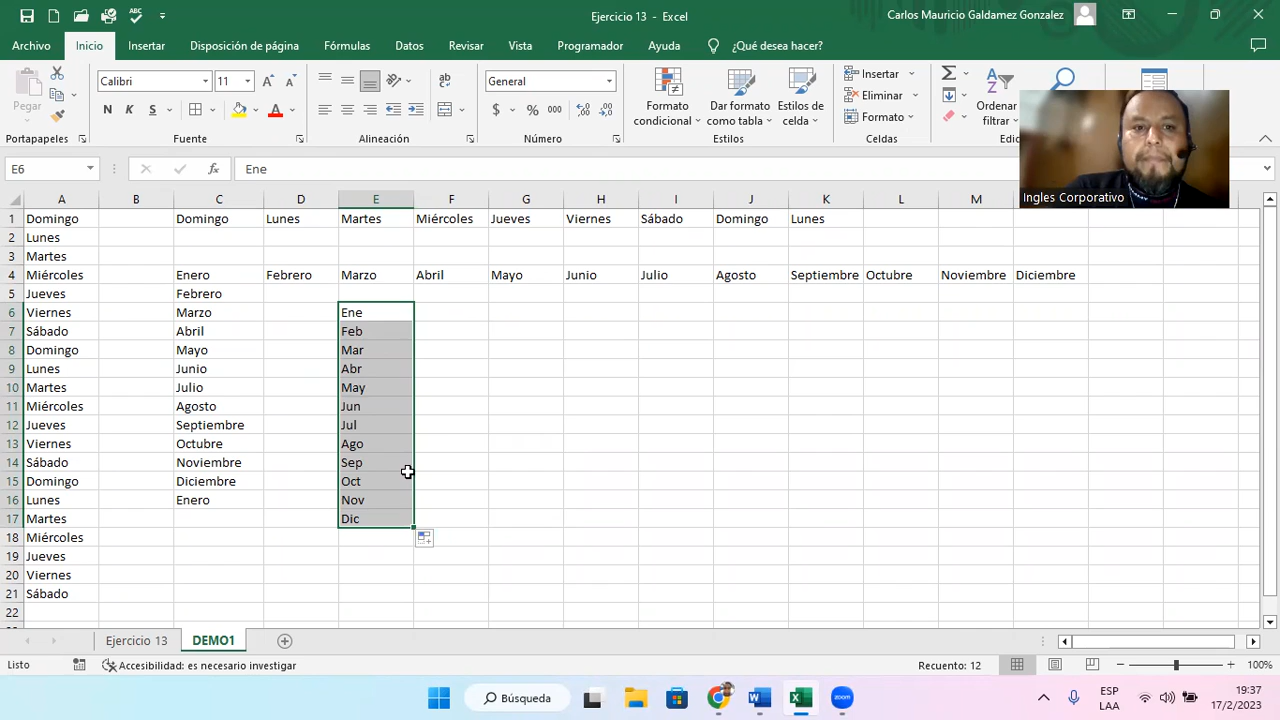 Ejercicio 13 - Excel
Carlos Mauricio Galdamez Gonzalez
Archivo Inicio Insertar Disposición de página Fórmulas Datos Revisar Vista Programador Ayuda ¿Qué desea hacer?
Pegar
Calibri 11
General
Formato condicional
Dar formato como tabla
Estilos de celda
Insertar
Eliminar
Formato
Ordenar
filtrar
N K S
$ % 000
Portapapeles Fuente Alineación Número Estilos Celdas
Ingles Corporativo
E6 fx Ene
A B C D E F G H I J K L M
1 Domingo Domingo Lunes Martes Miércoles Jueves Viernes Sábado Domingo Lunes
2 Lunes
3 Martes
4 Miércoles Enero Febrero Marzo Abril Mayo Junio Julio Agosto Septiembre Octubre Noviembre Diciembre
5 Jueves Febrero
6 Viernes Marzo Ene
7 Sábado Abril Feb
8 Domingo Mayo Mar
9 Lunes Junio Abr
10 Martes Julio May
11 Miércoles Agosto Jun
12 Jueves Septiembre Jul
13 Viernes Octubre Ago
14 Sábado Noviembre Sep
15 Domingo Diciembre Oct
16 Lunes Enero Nov
17 Martes Dic
18 Miércoles
19 Jueves
20 Viernes
21 Sábado
22
Ejercicio 13 DEMO1
Listo Accesibilidad: es necesario investigar Recuento: 12 100%
Búsqueda
zoom
ESP
LAA
19:37
17/2/2023